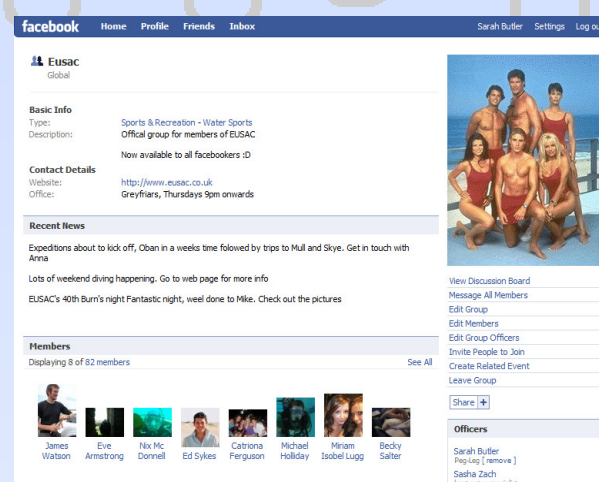 facebook Home Profile Friends Inbox Sarah Butler Settings Log ou
Eusac
Global
Basic Info
Type: Sports & Recreation - Water Sports
Description: Offical group for members of EUSAC
Now available to all facebookers :D
Contact Details
Website: http://www.eusac.co.uk
Office: Greyfriars, Thursdays 9pm onwards
Recent News
Expeditions about to kick off, Oban in a weeks time folowed by trips to Mull and Skye. Get in touch with
Anna
Lots of weekend diving happening. Go to web page for more info
EUSAC's 40th Burn's night Fantastic night, weel done to Mike. Check out the pictures
Members
Displaying 8 of 82 members See All
James Watson
Eve Armstrong
Nix Mc Donnell
Ed Sykes
Catriona Ferguson
Michael Holliday
Miriam Isobel Lugg
Becky Salter
View Discussion Board
Message All Members
Edit Group
Edit Members
Edit Group Officers
Invite People to Join
Create Related Event
Leave Group
Share +
Officers
Sarah Butler
Peg-Leg [ remove ]
Sasha Zach